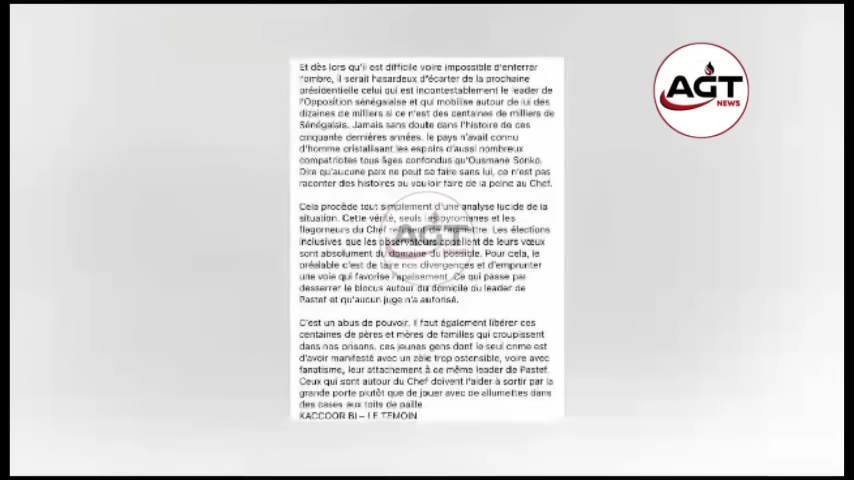 AGT
NEWS
Et dès lors qu'il est difficile voire impossible d'enterrer
l'ombre, il serait hasardeux d'écarter de la prochaine
présidentielle celui qui est incontestablement le leader de
l'Opposition sénégalaise et qui mobilise autour de lui des
dizaines de milliers si ce n'est des centaines de milliers de
Sénégalais. Jamais sans doute dans l'histoire de ces
cinquante dernières années, le pays n'avait connu
d'homme cristallisant les espoirs d'aussi nombreux
compatriotes tous âges confondus qu'Ousmane Sonko.
Dire qu'aucune paix ne peut se faire sans lui, ce n'est pas
raconter des histoires ou vouloir faire de la peine au Chef.
Cela procède tout simplement d'une analyse lucide de la
situation. Cette vérité, seuls les pyromanes et les
flagorneurs du Chef refusent de l'admettre. Les élections
inclusives que les observateurs appellent de leurs vœux
sont absolument du domaine du possible. Pour cela, le
préalable c'est de taire nos divergences et d'emprunter
une voie qui favorise l'apaisement. Ce qui passe par
desserrer le blocus autour du domicile du leader de
Pastef et qu'aucun juge n'a autorisé.
C'est un abus de pouvoir. Il faut également libérer ces
centaines de pères et mères de familles qui croupissent
dans nos prisons, ces jeunes gens dont le seul crime est
d'avoir manifesté avec un zèle trop ostensible, voire avec
fanatisme, leur attachement à ce même leader de Pastef.
Ceux qui sont autour du Chef doivent l'aider à sortir par la
grande porte plutôt que de jouer avec de allumettes dans
des cases aux toits de paille
KACCOOR BI – LE TEMOIN
AGT